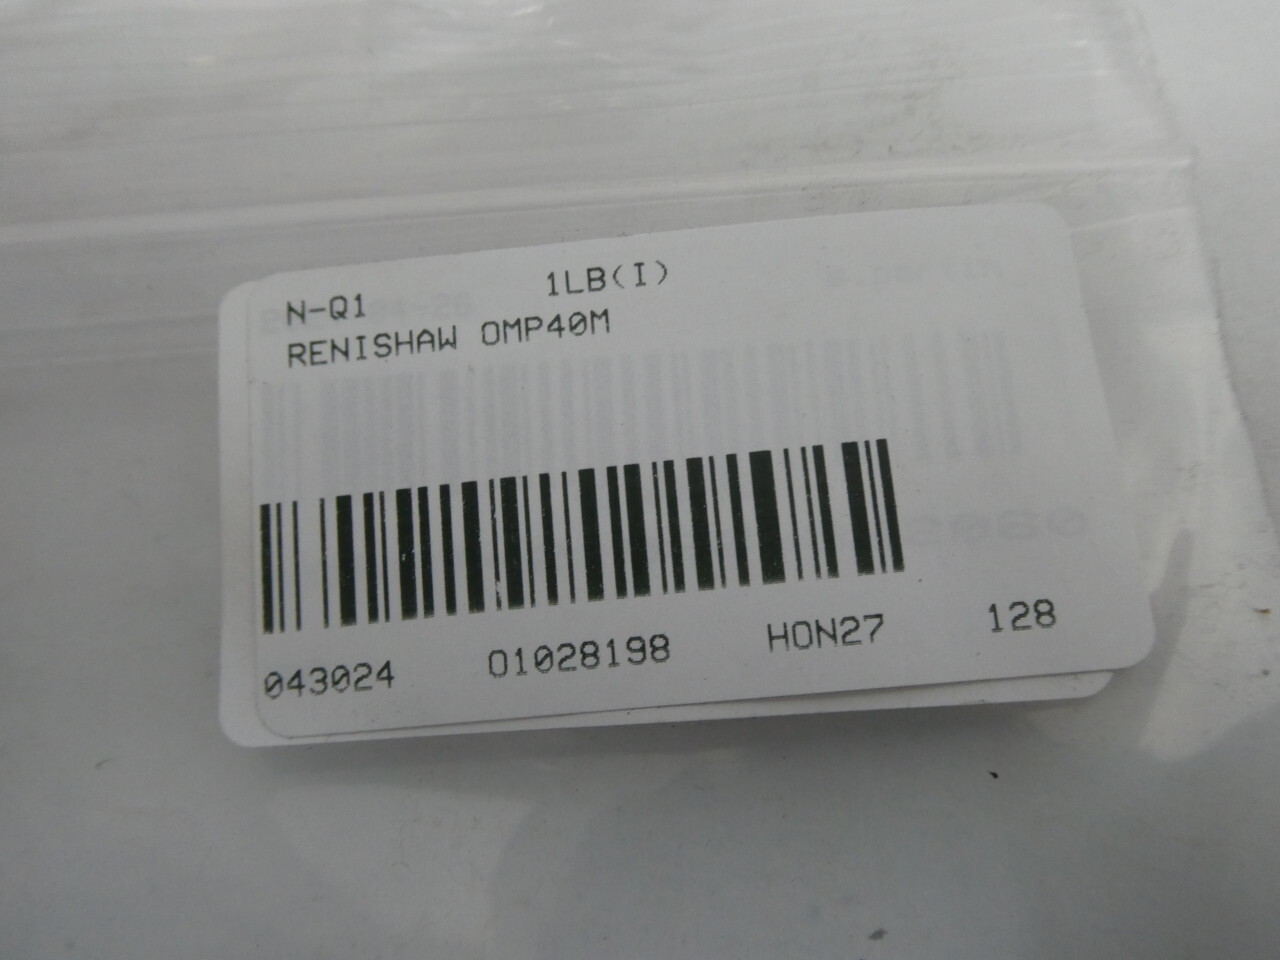 N-Q1 1LB(I)
RENISHAW OMP40M
043024 01028198 HON27 128